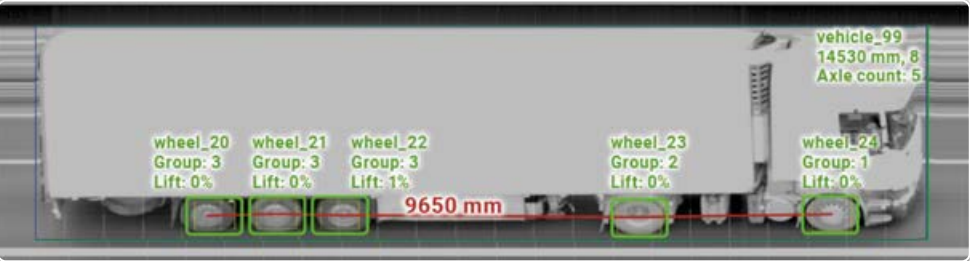 vehicle_99
14530 mm, 8
Axle count: 5
wheel_20
Group: 3
Lift: 0%
wheel_21
Group: 3
Lift: 0%
wheel_22
Group: 3
Lift: 1%
wheel_23
Group: 2
Lift: 0%
wheel_24
Group: 1
Lift: 0%
9650 mm